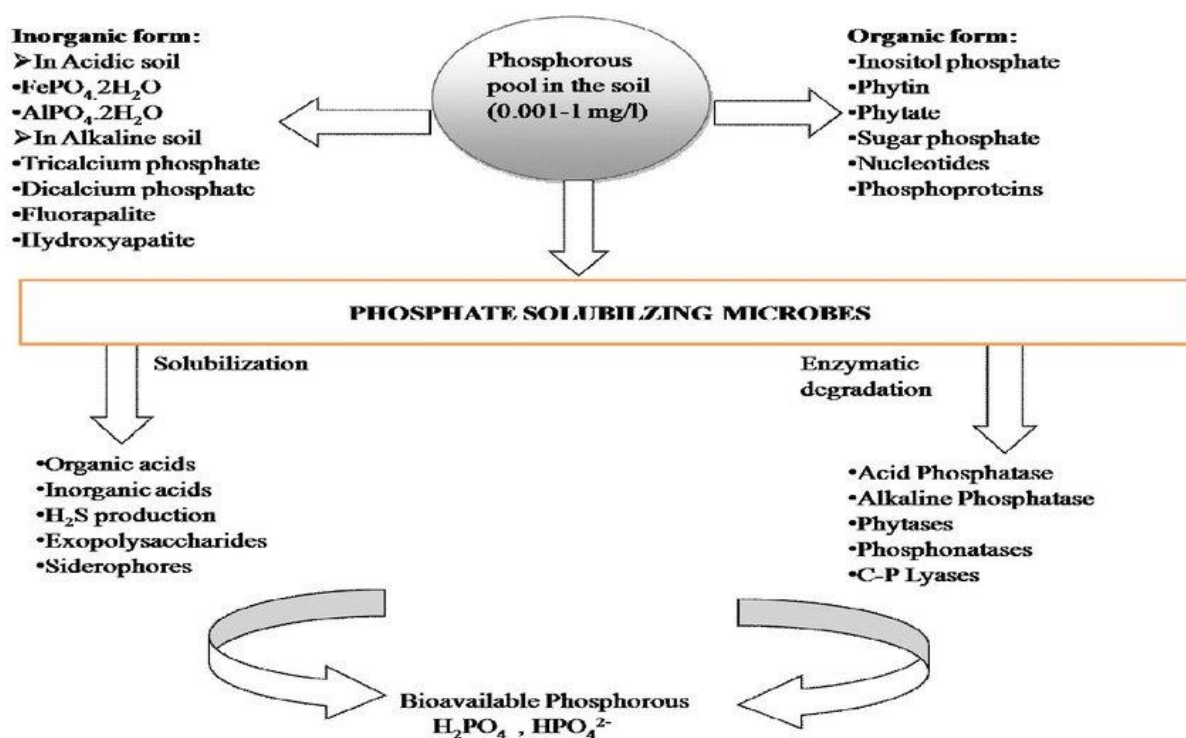 Inorganic form:
➢In Acidic soil
•FePO4.2H2O
•AlPO4.2H2O
➢In Alkaline soil
•Tricalcium phosphate
•Dicalcium phosphate
•Fluorapalite
•Hydroxyapatite
Phosphorous
pool in the soil
(0.001-1 mg/l)
Organic form:
•Inositol phosphate
•Phytin
•Phytate
•Sugar phosphate
•Nucleotides
•Phosphoproteins
PHOSPHATE SOLUBILZING MICROBES
Solubilization
Enzymatic
degradation
•Organic acids
•Inorganic acids
•H2S production
•Exopolysaccharides
•Siderophores
•Acid Phosphatase
•Alkaline Phosphatase
•Phytases
•Phosphonatases
•C-P Lyases
Bioavailable Phosphorous
H2PO4 , HPO4²⁻